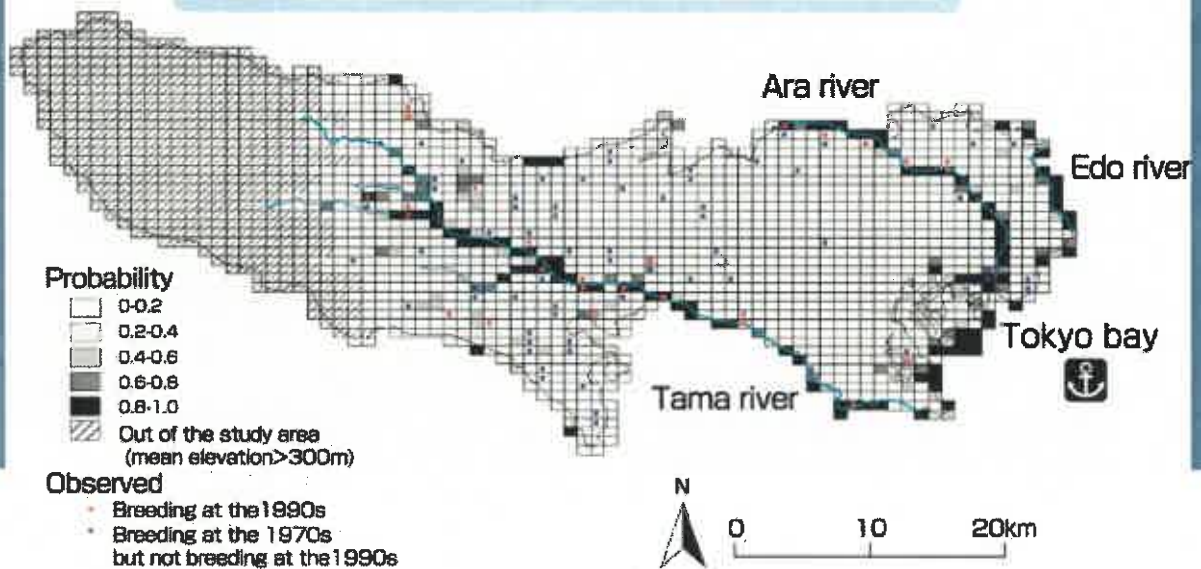 Ara river
Edo river
Tokyo bay
Tama river
Probability
0-0.2
0.2-0.4
0.4-0.6
0.6-0.8
0.8-1.0
Out of the study area
(mean elevation>300m)
Observed
Breeding at the1990s
Breeding at the 1970s
but not breeding at the1990s
N
0 10 20km